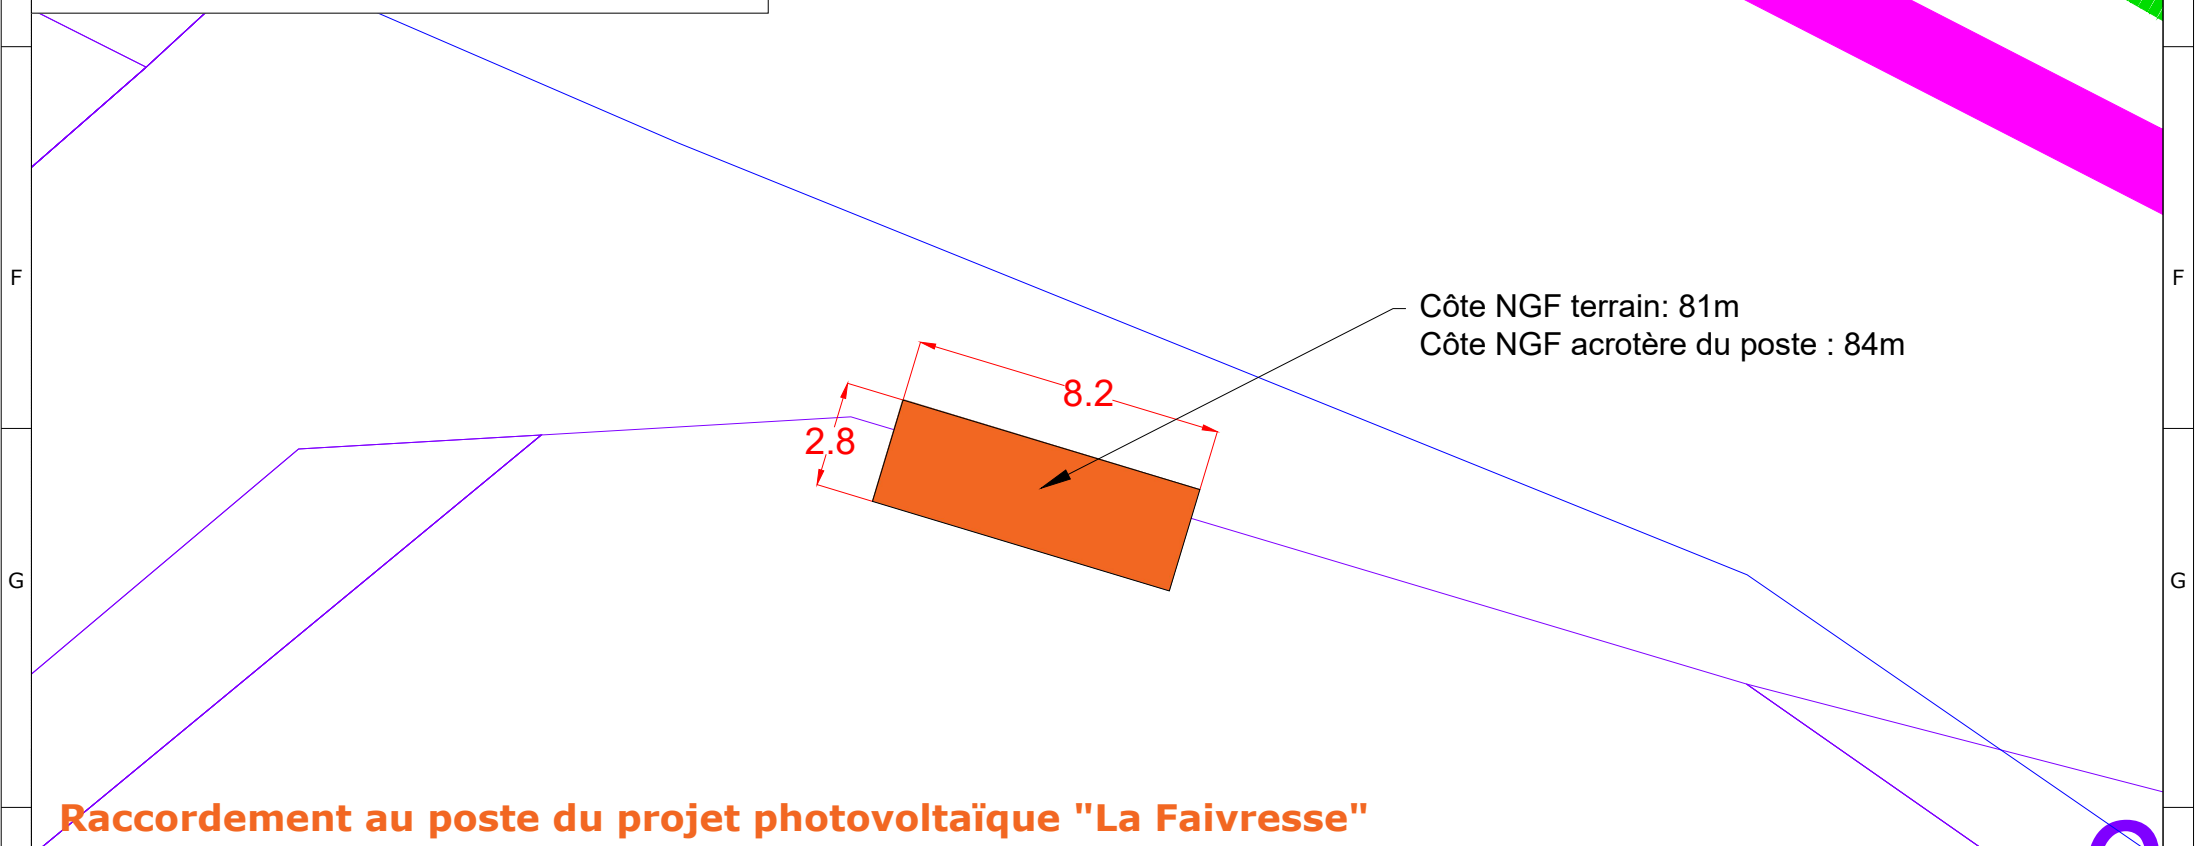 F
F
Côte NGF terrain: 81m
Côte NGF acrotère du poste : 84m
8.2
2.8
G
G
Raccordement au poste du projet photovoltaïque "La Faivresse"